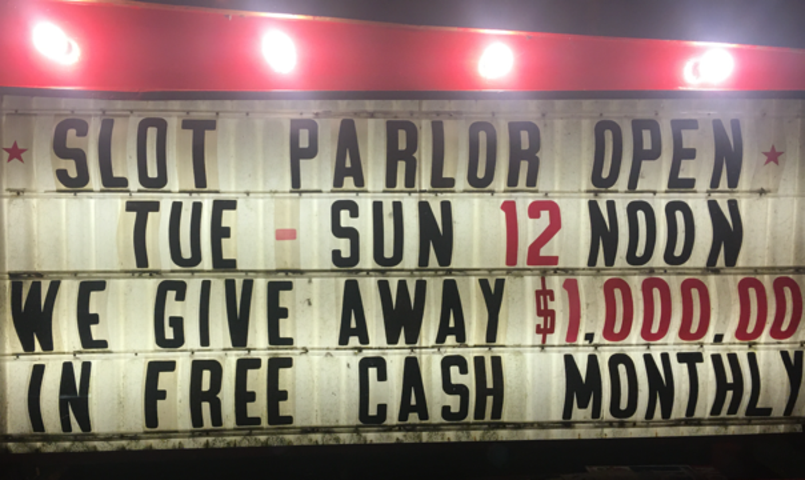 SLOT PARLOR OPEN
TUE - SUN 12 NOON
WE GIVE AWAY $1,000.00
IN FREE CASH MONTHLY